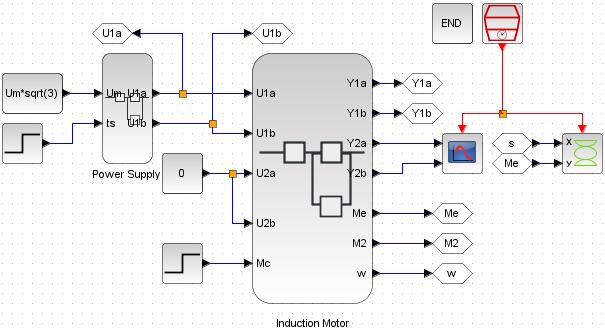 U1a
U1b
END
Um*sqrt(3)
Um
U1a
ts
U1b
Power Supply
0
U1a
U1b
U2a
U2b
Mc
Y1a
Y1b
Y2a
Y2b
Me
M2
w
Induction Motor
Y1a
Y1b
Me
M2
w
s
Me
X
Y